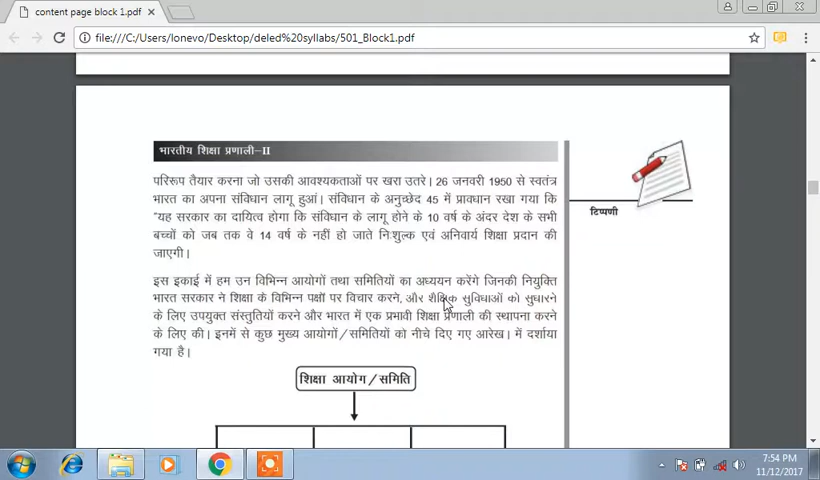 content page block 1.pdf
file:///C:/Users/lonevo/Desktop/deled%20syllabs/501_Block1.pdf
भारतीय शिक्षा प्रणाली-II
परिरूप तैयार करना जो उसकी आवश्यकताओं पर खरा उतरे। 26 जनवरी 1950 से स्वतंत्र
भारत का अपना संविधान लागू हुआं। संविधान के अनुच्छेद 45 में प्रावधान रखा गया कि
"यह सरकार का दायित्व होगा कि संविधान के लागू होने के 10 वर्ष के अंदर देश के सभी
बच्चों को जब तक वे 14 वर्ष के नहीं हो जाते निःशुल्क एवं अनिवार्य शिक्षा प्रदान की
जाएगी।
टिप्पणी
इस इकाई में हम उन विभिन्न आयोगों तथा समितियों का अध्ययन करेंगे जिनकी नियुक्ति
भारत सरकार ने शिक्षा के विभिन्न पक्षों पर विचार करने, और शैक्षिक सुविधाओं को सुधारने
के लिए उपयुक्त संस्तुतियाँ करने और भारत में एक प्रभावी शिक्षा प्रणाली की स्थापना करने
के लिए की। इनमें से कुछ मुख्य आयोगों/समितियों को नीचे दिए गए आरेख। में दर्शाया
गया है।
शिक्षा आयोग/समिति
7:54 PM
11/12/2017